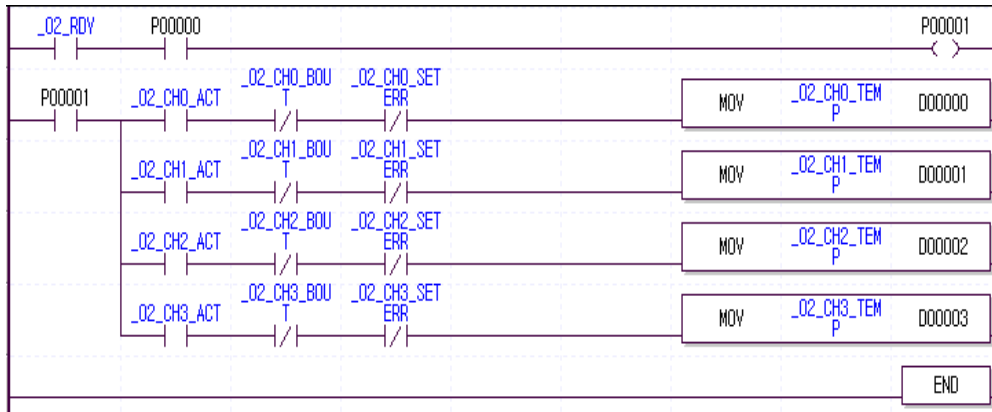 _02_RDY P00000 P00001
_02_CH0_BOU _02_CH0_SET
P00001 _02_CH0_ACT T ERR MOV _02_CH0_TEM P D00000
_02_CH1_BOU _02_CH1_SET
_02_CH1_ACT T ERR MOV _02_CH1_TEM P D00001
_02_CH2_BOU _02_CH2_SET
_02_CH2_ACT T ERR MOV _02_CH2_TEM P D00002
_02_CH3_BOU _02_CH3_SET
_02_CH3_ACT T ERR MOV _02_CH3_TEM P D00003
END